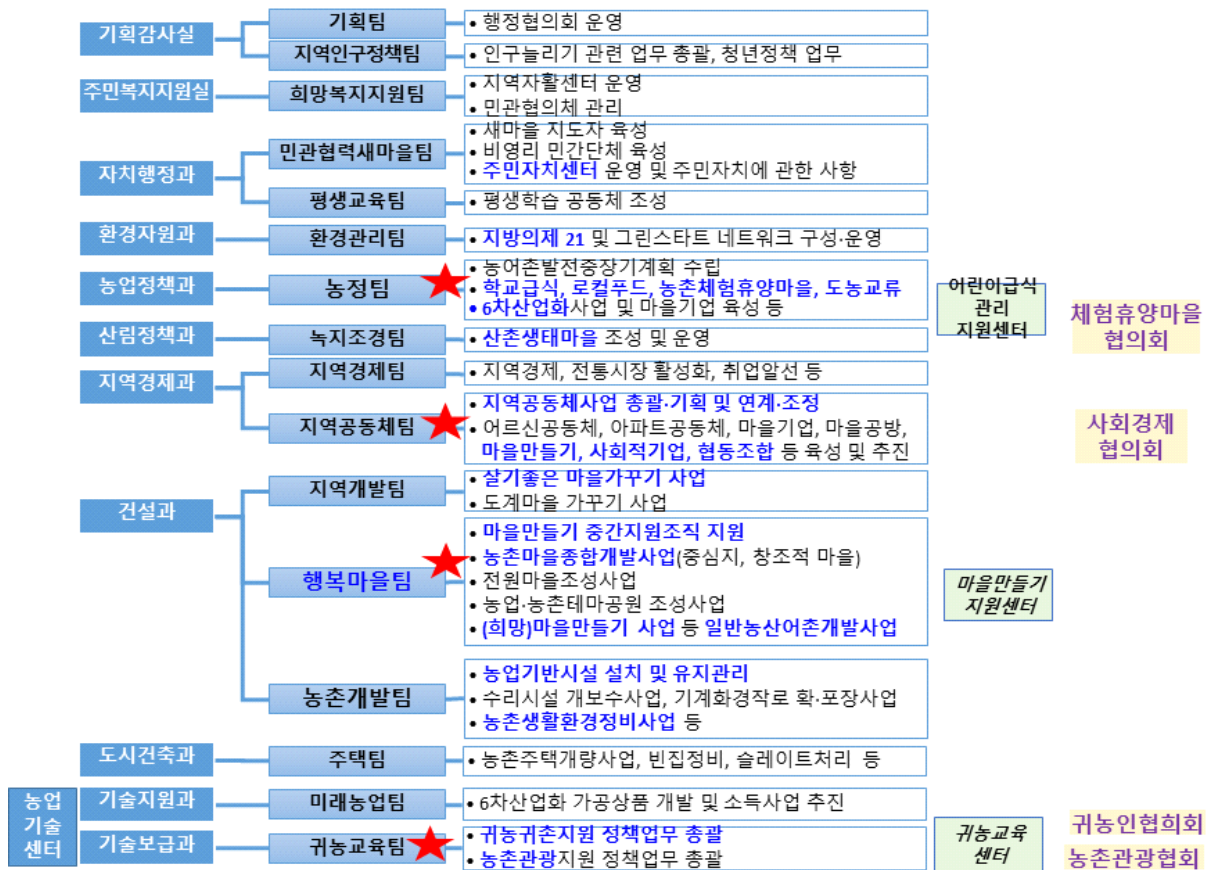 기획감사실
기획팀
• 행정협의회 운영
지역인구정책팀
• 인구늘리기 관련 업무 총괄, 청년정책 업무
주민복지지원실
희망복지지원팀
• 지역자활센터 운영
• 민관협의체 관리
자치행정과
민관협력새마을팀
• 새마을 지도자 육성
• 비영리 민간단체 육성
• 주민자치센터 운영 및 주민자치에 관한 사항
평생교육팀
• 평생학습 공동체 조성
환경자원과
환경관리팀
• 지방의제 21 및 그린스타트 네트워크 구성·운영
농업정책과
농정팀
• 농어촌발전중장기계획 수립
• 학교급식, 로컬푸드, 농촌체험휴양마을, 도농교류
• 6차산업화사업 및 마을기업 육성 등
어린이급식
관리
지원센터
체험휴양마을
협의회
산림정책과
녹지조경팀
• 산촌생태마을 조성 및 운영
지역경제과
지역경제팀
• 지역경제, 전통시장 활성화, 취업알선 등
지역공동체팀
• 지역공동체사업 총괄·기획 및 연계·조정
• 어르신공동체, 아파트공동체, 마을기업, 마을공방,
마을만들기, 사회적기업, 협동조합 등 육성 및 추진
사회경제
협의회
건설과
지역개발팀
• 살기좋은 마을가꾸기 사업
• 도계마을 가꾸기 사업
행복마을팀
• 마을만들기 중간지원조직 지원
• 농촌마을종합개발사업(중심지, 창조적 마을)
• 전원마을조성사업
• 농업·농촌테마공원 조성사업
• (희망)마을만들기 사업 등 일반농산어촌개발사업
마을만들기
지원센터
농촌개발팀
• 농업기반시설 설치 및 유지관리
• 수리시설 개보수사업, 기계화경작로 확·포장사업
• 농촌생활환경정비사업 등
도시건축과
주택팀
• 농촌주택개량사업, 빈집정비, 슬레이트처리 등
농업
기술
센터
기술지원과
미래농업팀
• 6차산업화 가공상품 개발 및 소득사업 추진
기술보급과
귀농교육팀
• 귀농귀촌지원 정책업무 총괄
• 농촌관광지원 정책업무 총괄
귀농교육
센터
귀농인협희회
농촌관광협회